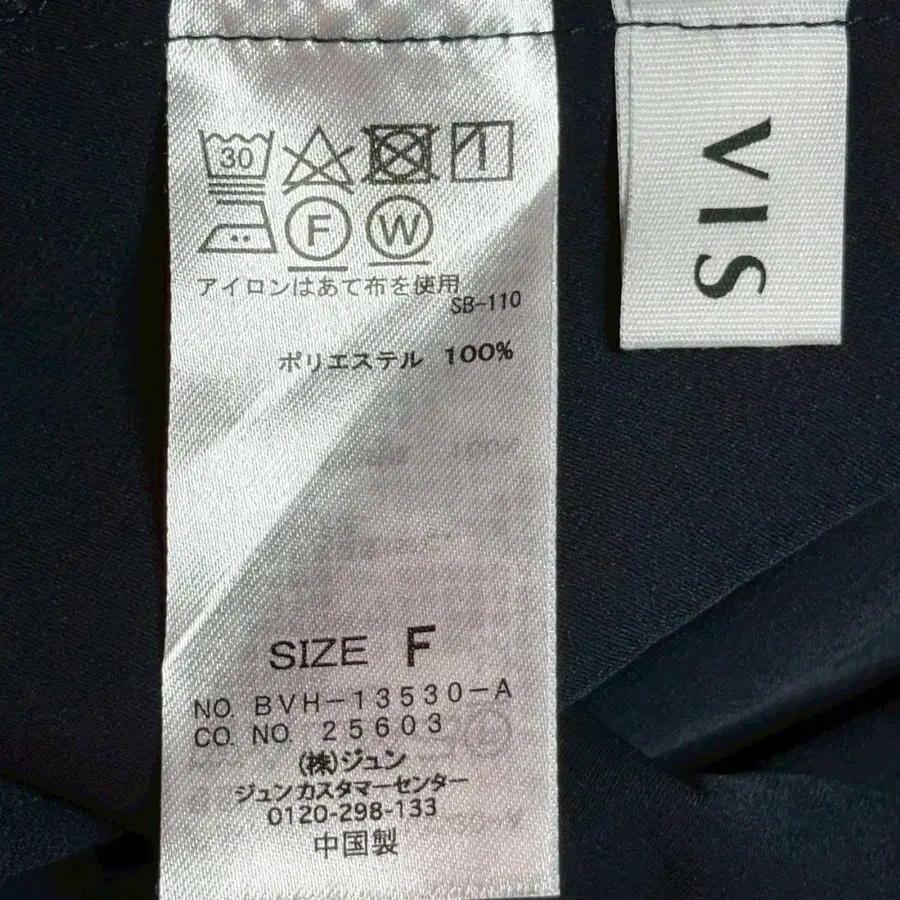 30
F W
アイロンはあて布を使用
SB-110
ポリエステル 100%
SIZE F
NO. BVH-13530-A
CO. NO. 25603
(株)ジュン
ジュンカスタマーセンター
0120-298-133
中国製
VIS